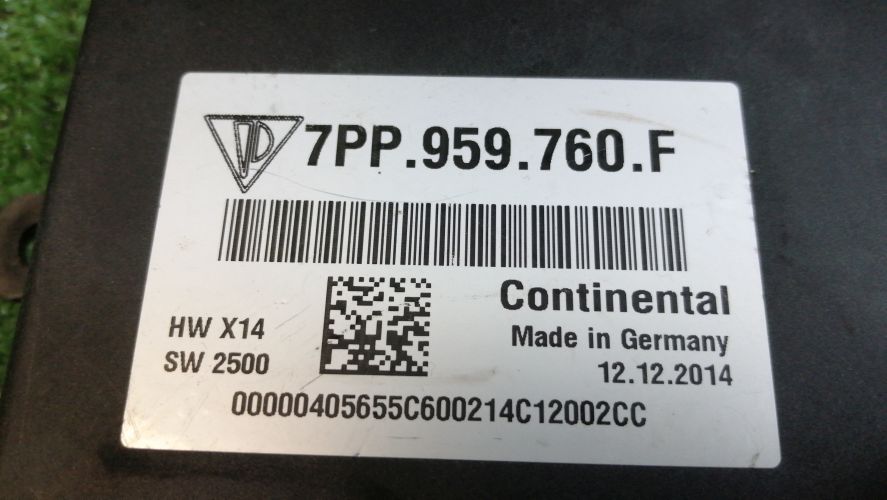 7PP.959.760.F
Continental
HW X14
Made in Germany
SW 2500
12.12.2014
00000405655C600214C12002CC